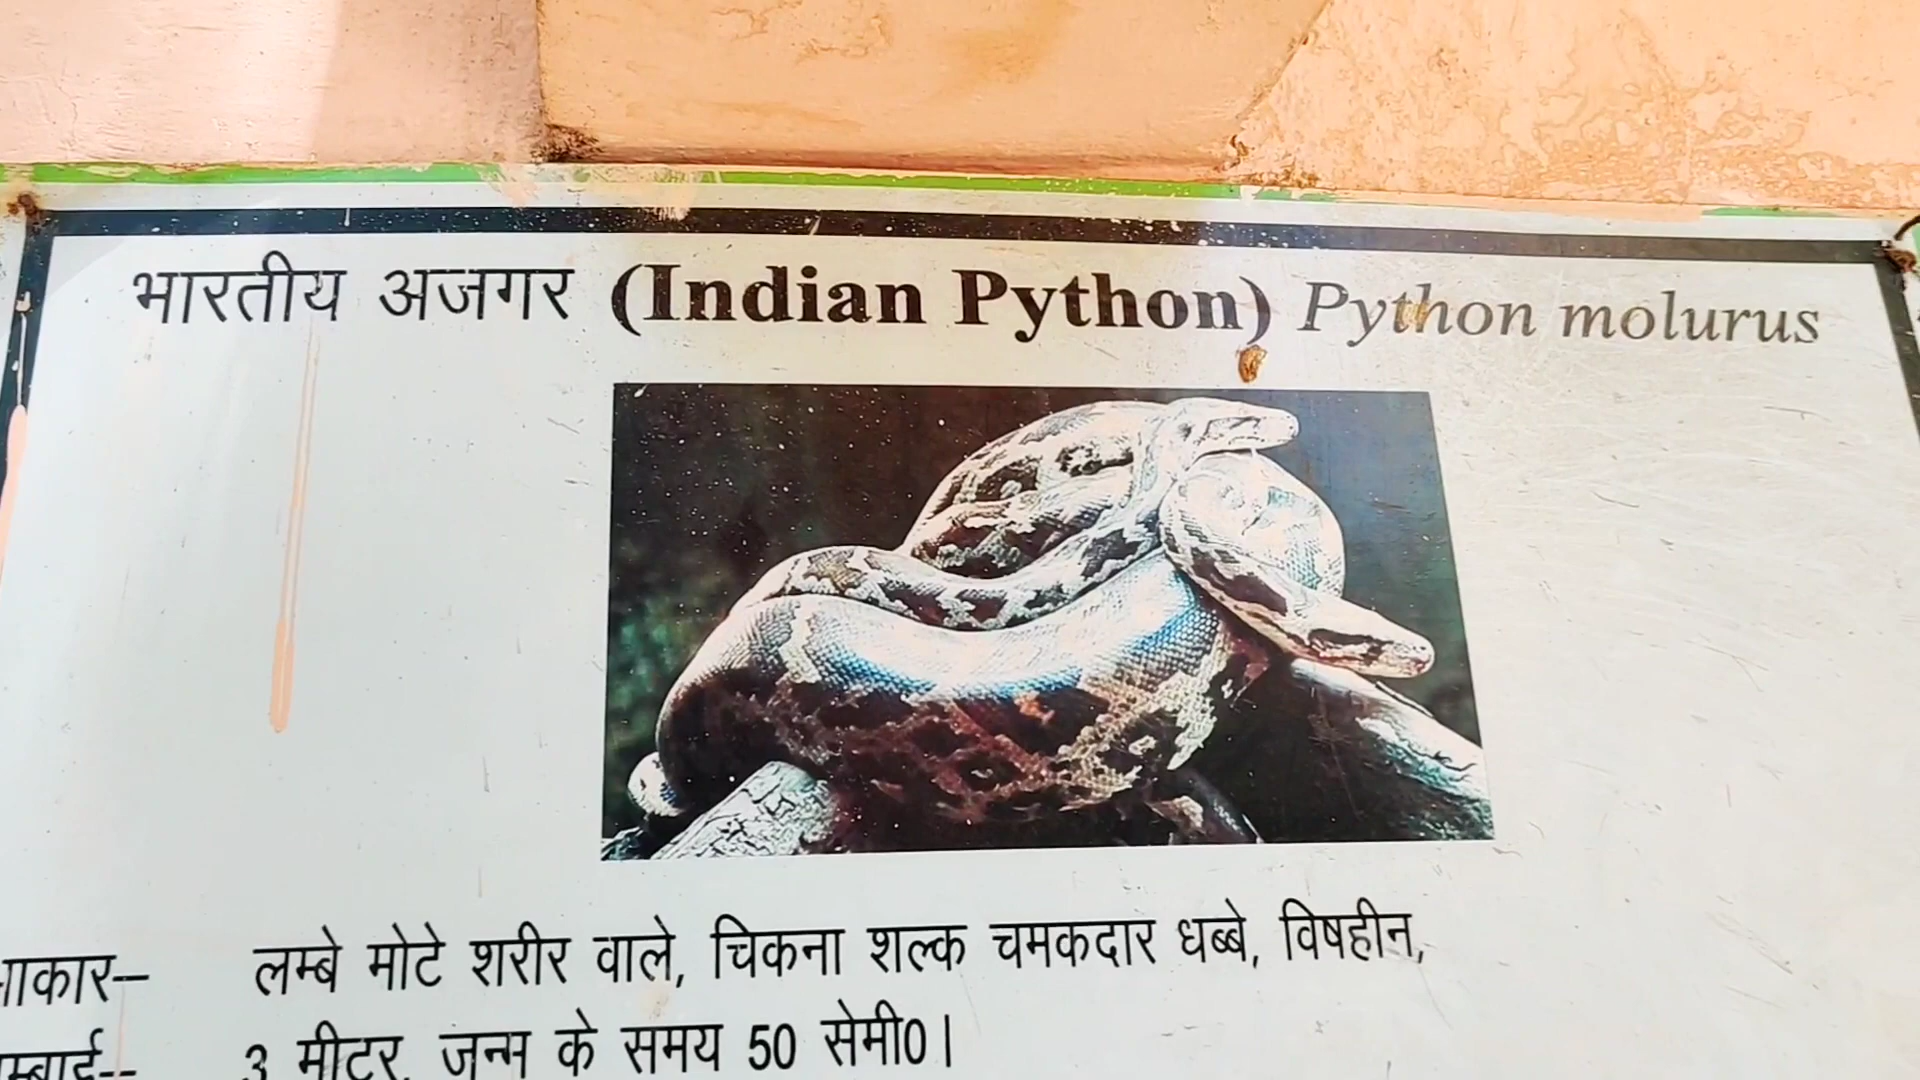 भारतीय अजगर (Indian Python) Python molurus
आकार– लम्बे मोटे शरीर वाले, चिकना शल्क चमकदार धब्बे, विषहीन,
लम्बाई-- 3 मीटर, जन्म के समय 50 सेमी0।